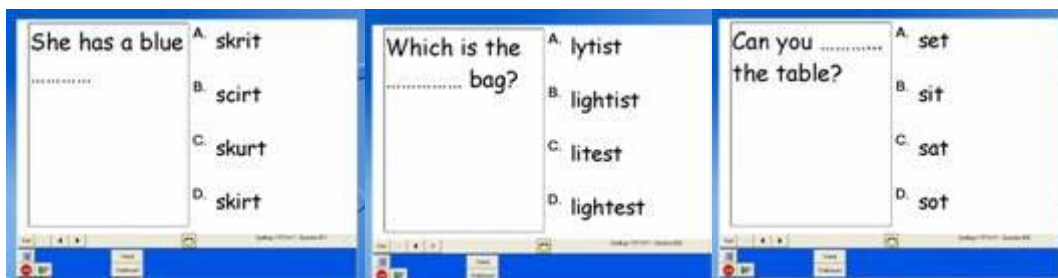 She has a blue
............
A. skrit
B. scirt
C. skurt
D. skirt
Which is the
............... bag?
A. lytist
B. lightist
C. litest
D. lightest
Can you ............
the table?
A. set
B. sit
C. sat
D. sot